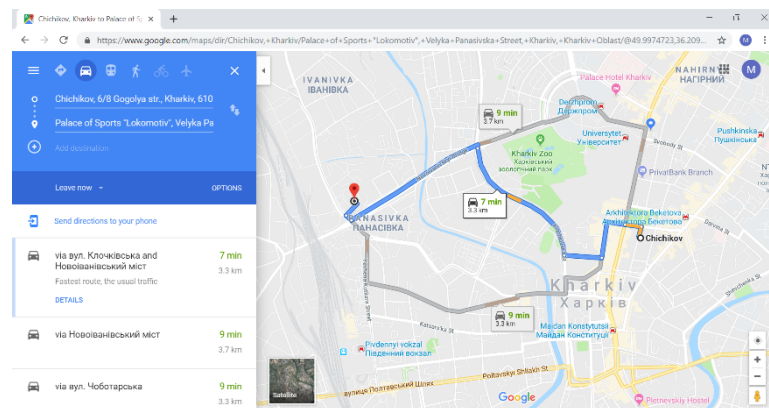 Chichikov, Kharkiv to Palace of Sp
https://www.google.com/maps/dir/Chichikov,+Kharkiv/Palace+of+Sports+"Lokomotiv",+Velyka+Panasivska+Street,+Kharkiv,+Kharkiv+Oblast/@49.9974723,36.209...
M
Chichikov, 6/8 Gogolya str., Kharkiv, 610
Palace of Sports "Lokomotiv", Velyka Pa
Add destination
Leave now
OPTIONS
Send directions to your phone
via вул. Клочківська and
Новоіванівський міст
7 min
3.3 km
Fastest route, the usual traffic
DETAILS
via Новоіванівський міст
9 min
3.7 km
via вул. Чоботарська
9 min
3.3 km
IVANIVKA
ІВАНІВКА
Palace Hotel Kharkiv
NAHIRNY
НАГІРНИЙ
M
9 min
3.7 km
Derzhprom
Держпром
Universytet
Університет
Pushkinska
Пушкінська
Kharkiv Zoo
Харківський
зоологічний парк
Svobody St
PrivatBank Branch
7 min
3.3 km
PANASIVKA
ПАНАСІВКА
Arkhitektora Beketova
Архітектора Бекетова
Chichikov
Kharkiv
Харків
9 min
3.3 km
Maidan Konstytutsii
Майдан Конституції
Pivdennyi vokzal
Південний вокзал
Poltavskyi Shliakh St
вулиця Полтавський Шлях
Satellite
Google
Pletnevskiy Hostel